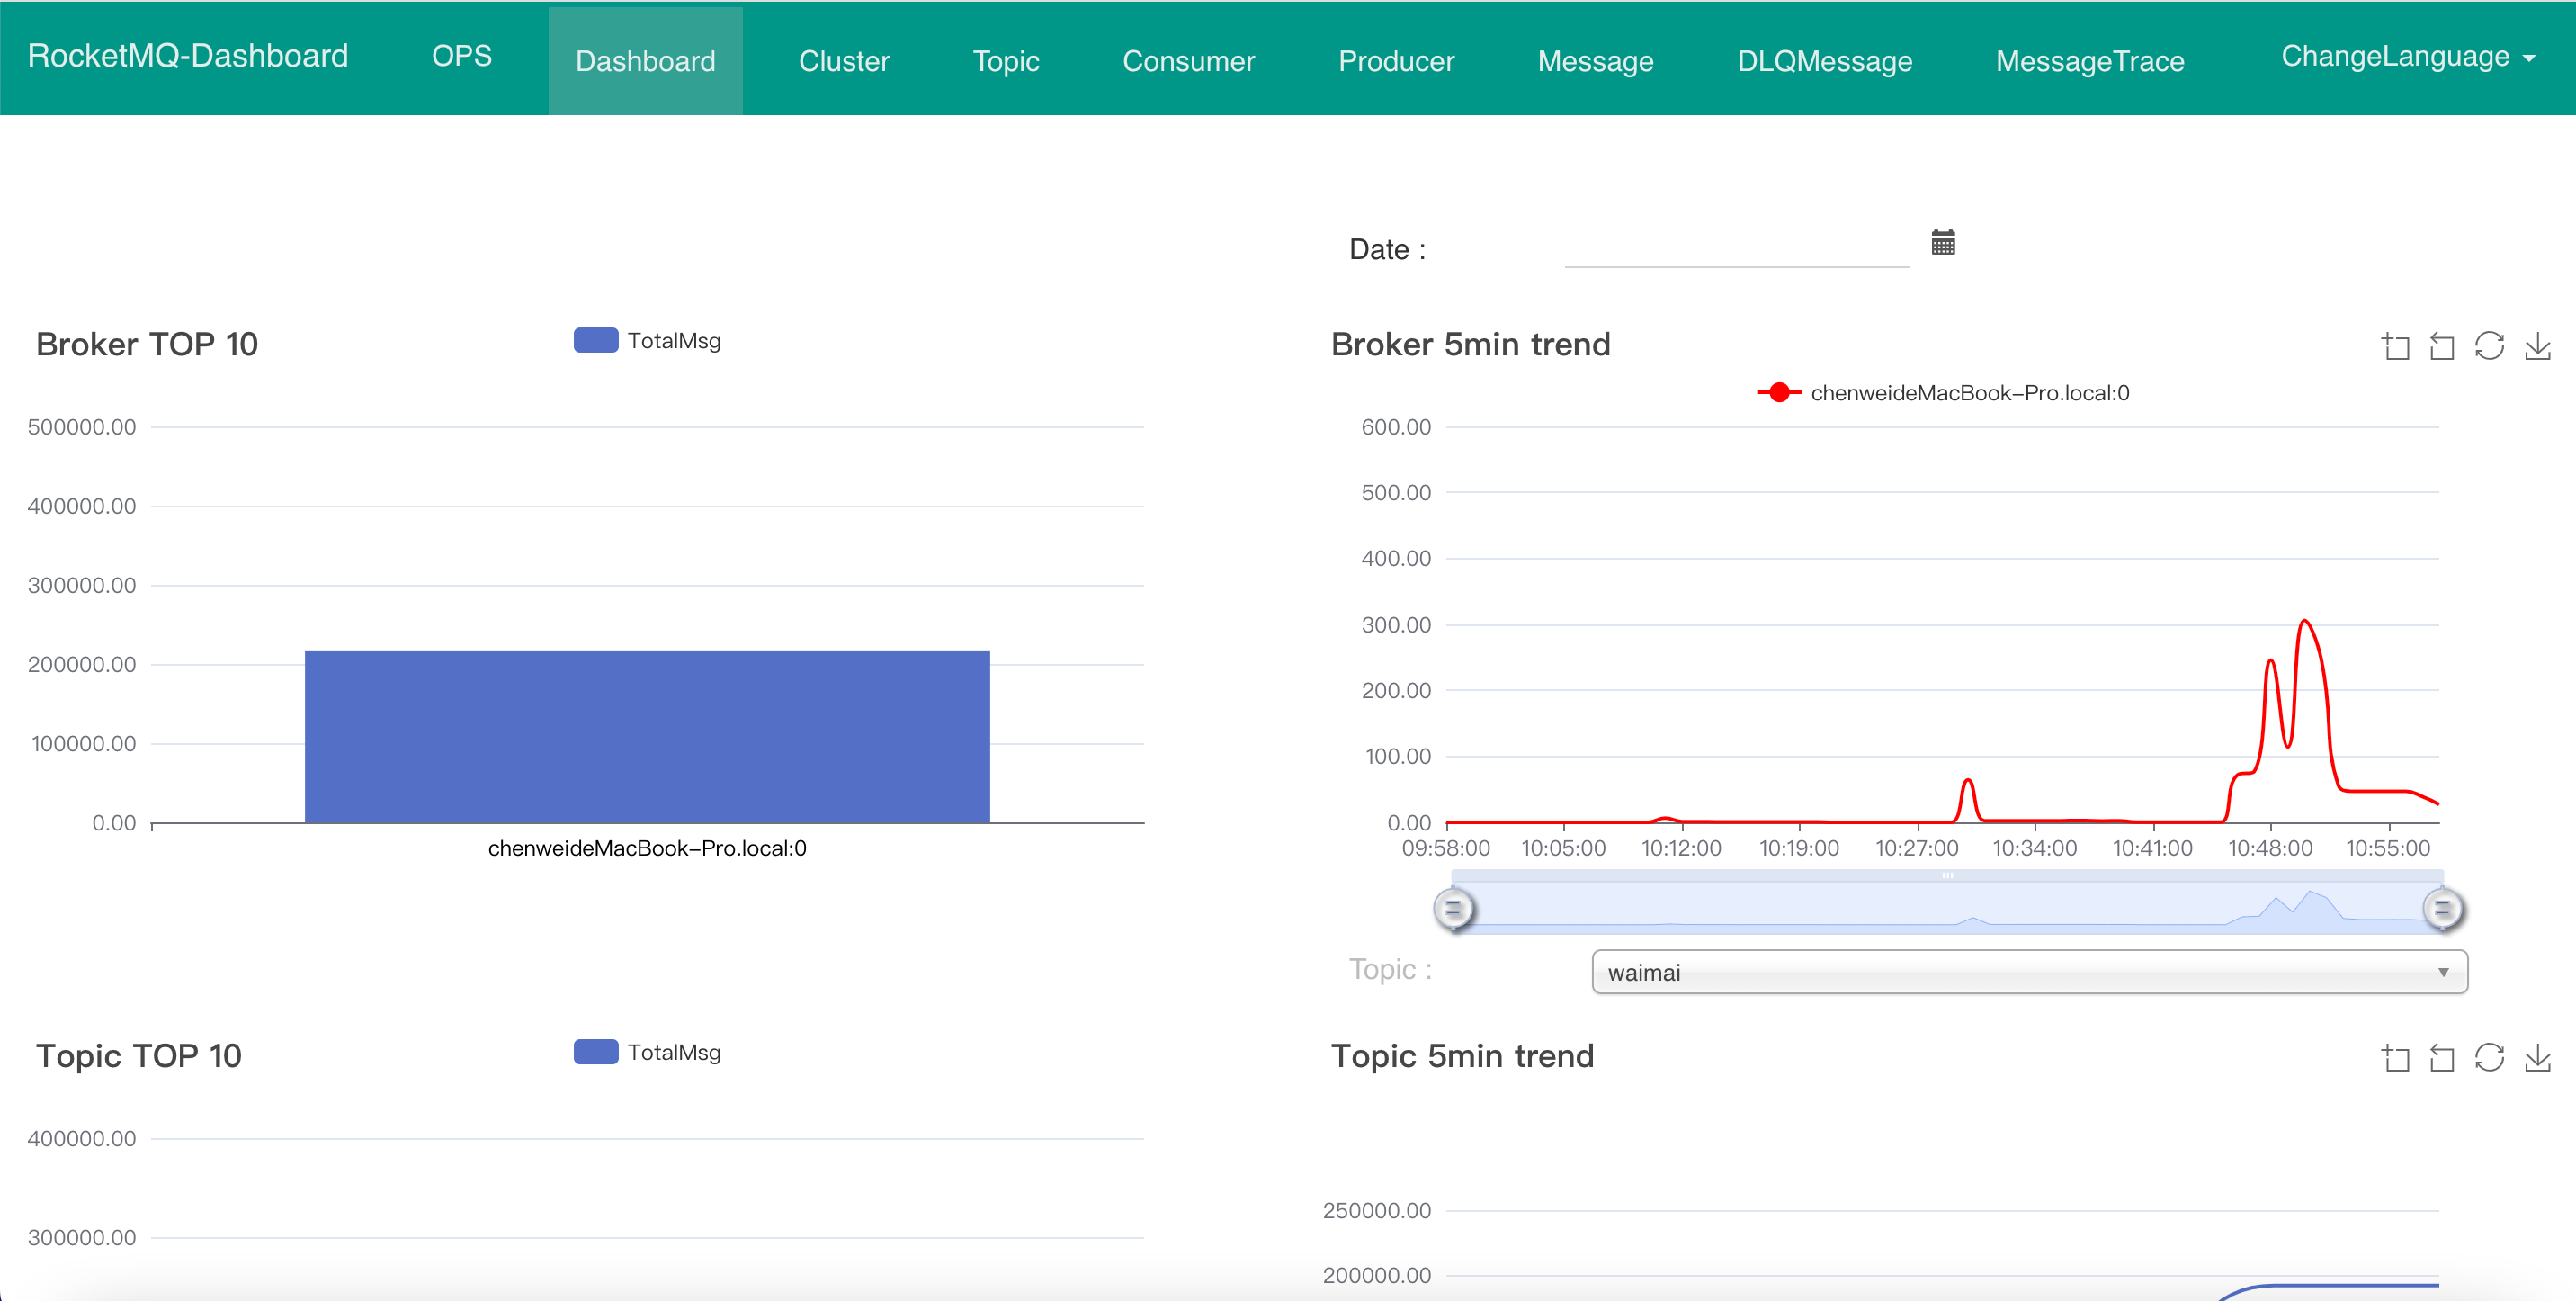 RocketMQ-Dashboard OPS Dashboard Cluster Topic Consumer Producer Message DLQMessage MessageTrace ChangeLanguage
Date :
Broker TOP 10
TotalMsg
500000.00
400000.00
300000.00
200000.00
100000.00
0.00
chenweideMacBook-Pro.local:0
Broker 5min trend
chenweideMacBook-Pro.local:0
600.00
500.00
400.00
300.00
200.00
100.00
0.00
09:58:00 10:05:00 10:12:00 10:19:00 10:27:00 10:34:00 10:41:00 10:48:00 10:55:00
Topic :
waimai
Topic TOP 10
TotalMsg
400000.00
300000.00
Topic 5min trend
250000.00
200000.00